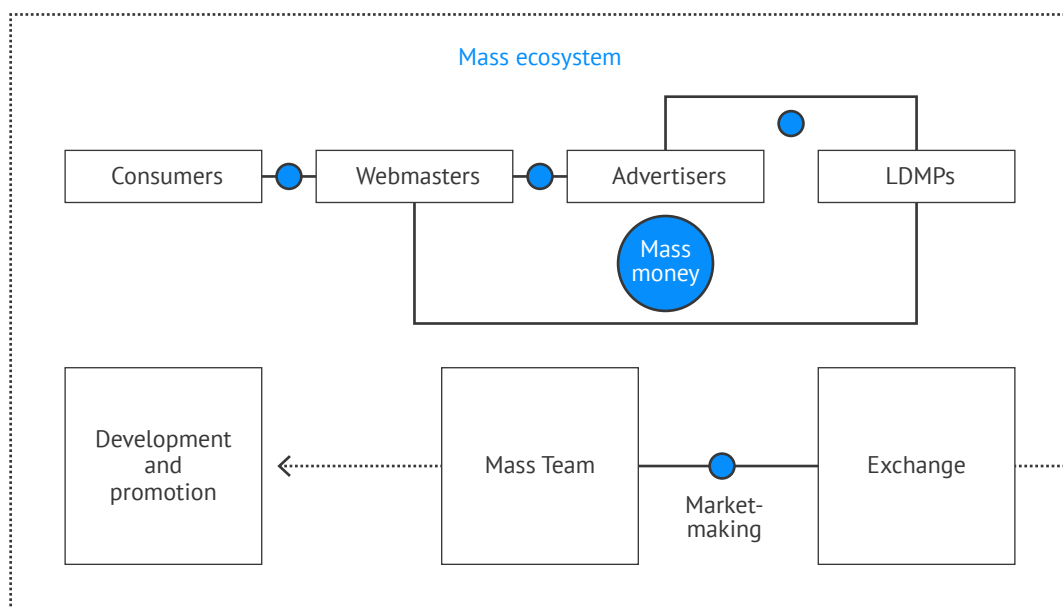 Mass ecosystem
Consumers
Webmasters
Advertisers
LDMPs
Mass
money
Development
and
promotion
Mass Team
Market-
making
Exchange